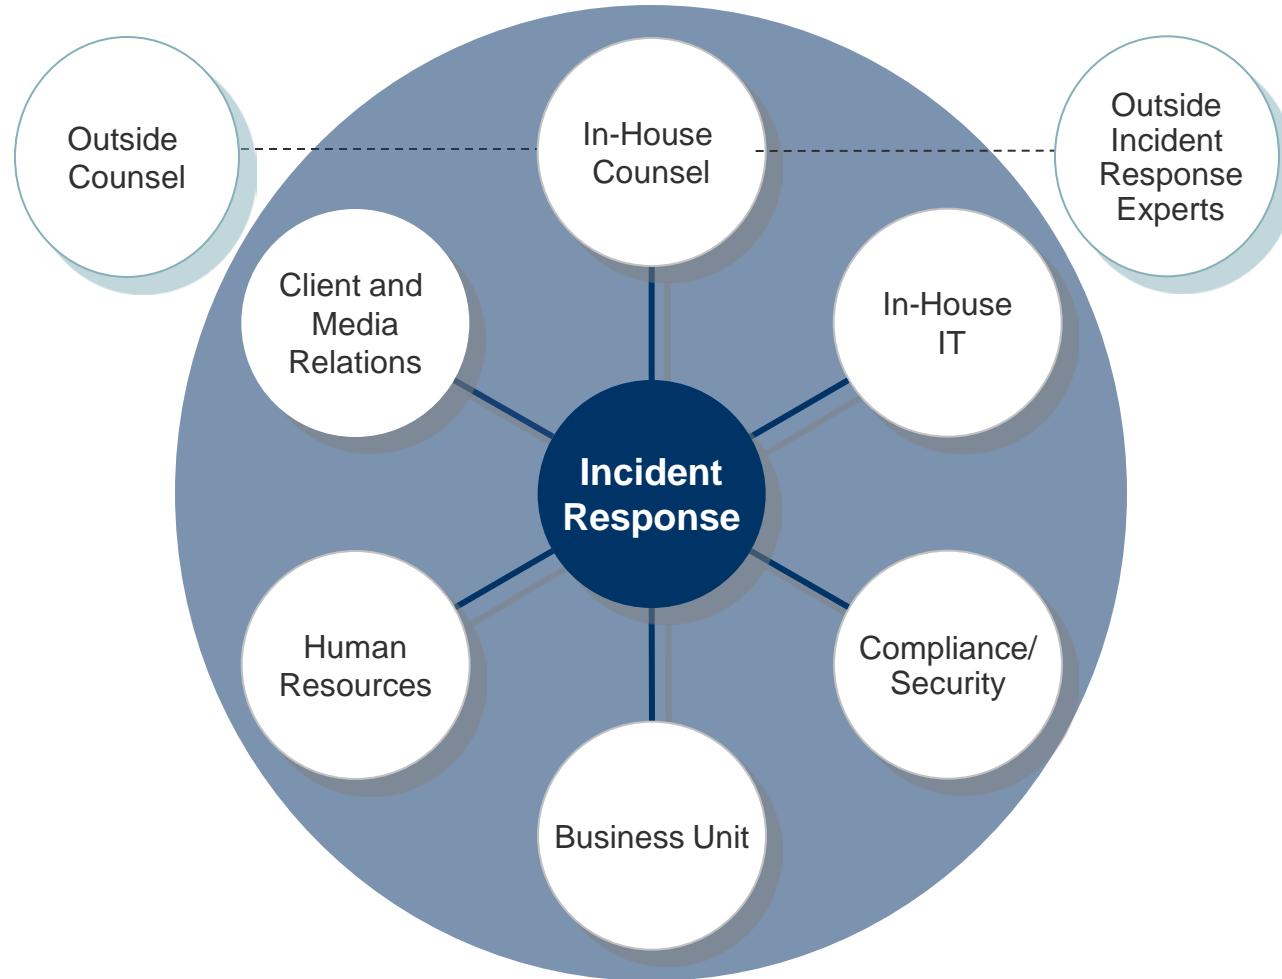 Outside
Counsel
In-House
Counsel
Outside
Incident
Response
Experts
Client and
Media
Relations
In-House
IT
Incident
Response
Human
Resources
Compliance/
Security
Business Unit